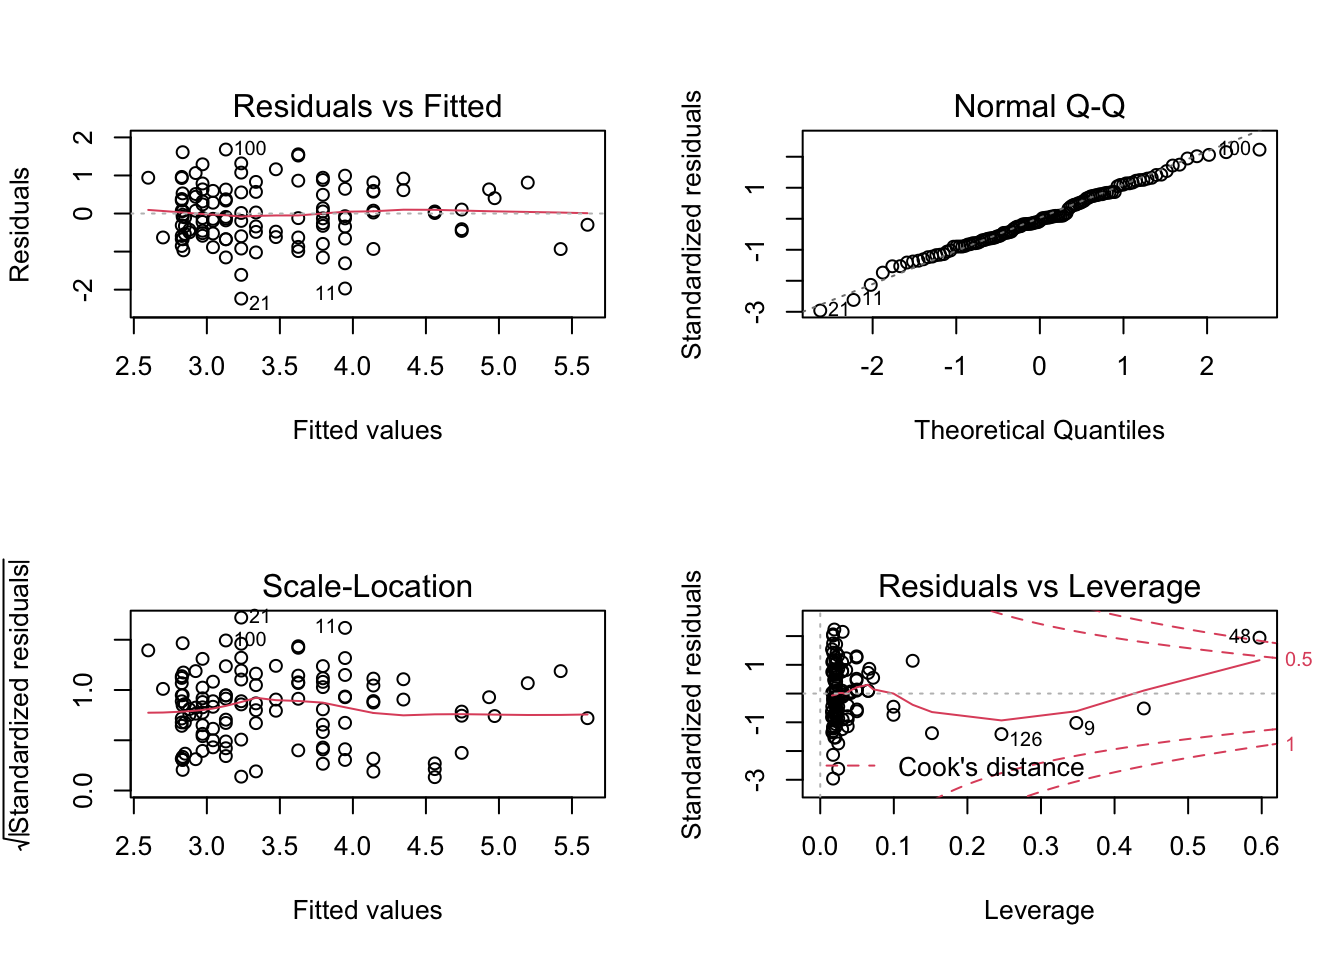 Residuals vs Fitted
Residuals
2
1
0
-2
100
21
11
2.5 3.0 3.5 4.0 4.5 5.0 5.5
Fitted values
Normal Q-Q
Standardized residuals
1
-1
-3
100
11
21
-2 -1 0 1 2
Theoretical Quantiles
Scale-Location
√|Standardized residuals|
1.0
0.0
21
11
100
2.5 3.0 3.5 4.0 4.5 5.0 5.5
Fitted values
Residuals vs Leverage
Standardized residuals
1
-1
-3
48
0.5
9
126
1
Cook's distance
0.0 0.1 0.2 0.3 0.4 0.5 0.6
Leverage